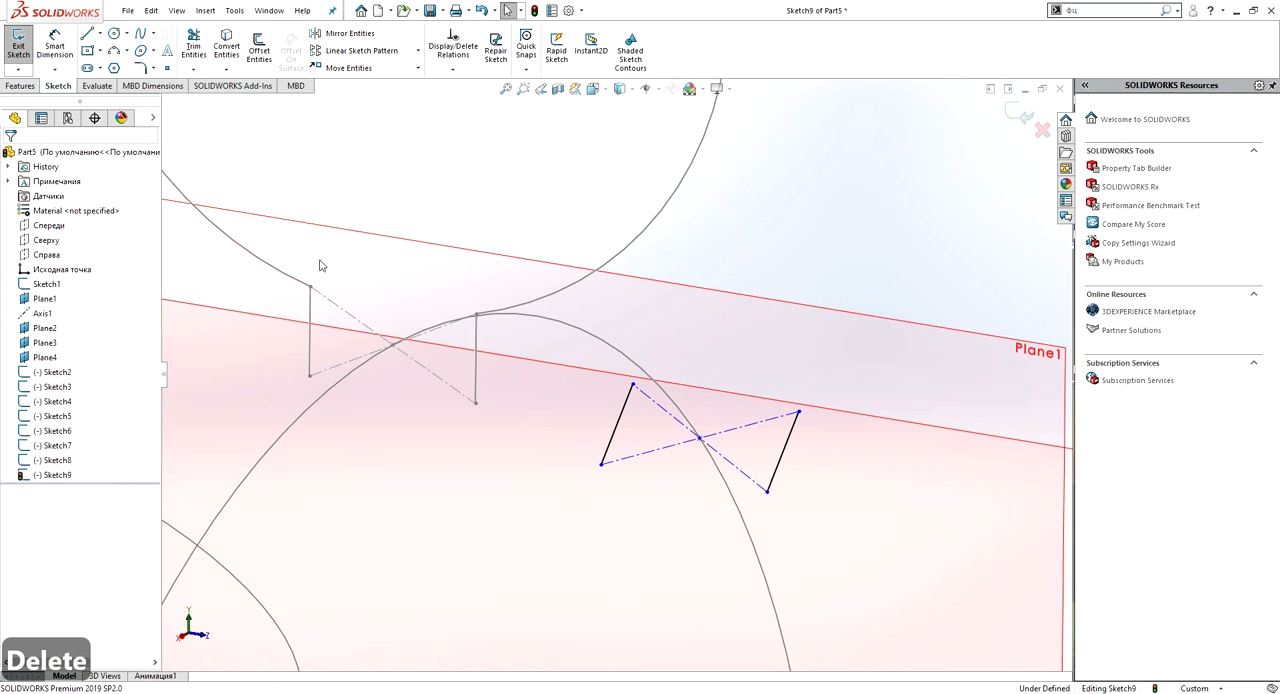 SOLIDWORKS
File Edit View Insert Tools Window Help
Sketch9 of Part5 *
фц
Exit Sketch
Smart Dimension
Trim Entities
Convert Entities
Offset Entities
Offset On Surface
Mirror Entities
Linear Sketch Pattern
Move Entities
Display/Delete Relations
Repair Sketch
Quick Snaps
Rapid Sketch
Instant2D
Shaded Sketch Contours
Features Sketch Evaluate MBD Dimensions SOLIDWORKS Add-Ins MBD
SOLIDWORKS Resources
Welcome to SOLIDWORKS
SOLIDWORKS Tools
Property Tab Builder
SOLIDWORKS Rx
Performance Benchmark Test
Compare My Score
Copy Settings Wizard
My Products
Online Resources
3DEXPERIENCE Marketplace
Partner Solutions
Subscription Services
Subscription Services
Part5 (По умолчанию<<По умолчани
History
Примечания
Датчики
Material <not specified>
Спереди
Сверху
Справа
Исходная точка
Sketch1
Plane1
Axis1
Plane2
Plane3
Plane4
(-) Sketch2
(-) Sketch3
(-) Sketch4
(-) Sketch5
(-) Sketch6
(-) Sketch7
(-) Sketch8
(-) Sketch9
Plane1
Y
X
Z
Delete
Model 3D Views Анимация1
SOLIDWORKS Premium 2019 SP2.0
Under Defined Editing Sketch9 Custom